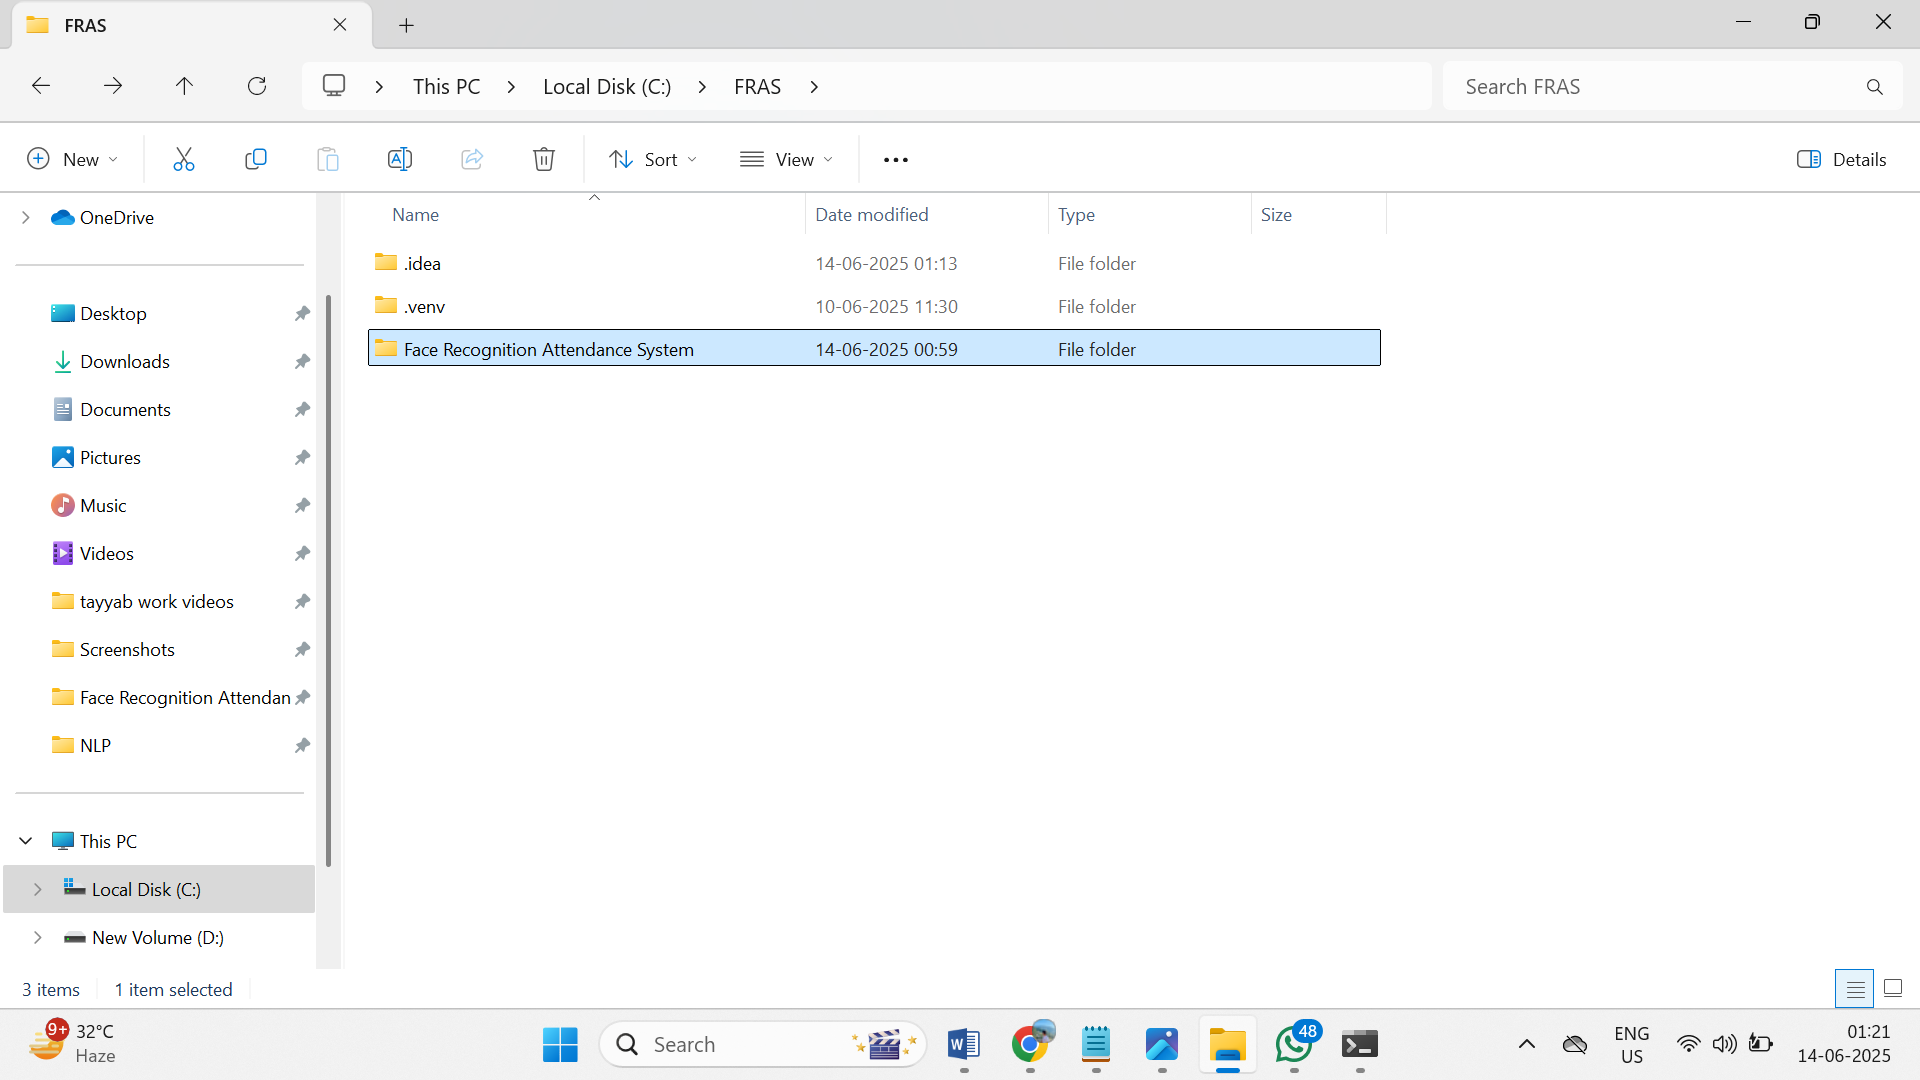 FRAS
This PC
Local Disk (C:)
FRAS
Search FRAS
New
Sort
View
Details
OneDrive
Desktop
Downloads
Documents
Pictures
Music
Videos
tayyab work videos
Screenshots
Face Recognition Attendan
NLP
This PC
Local Disk (C:)
New Volume (D:)
Name Date modified Type Size
.idea 14-06-2025 01:13 File folder
.venv 10-06-2025 11:30 File folder
Face Recognition Attendance System 14-06-2025 00:59 File folder
3 items 1 item selected
9+ 32°C
Haze
Search
48
ENG
US
01:21
14-06-2025